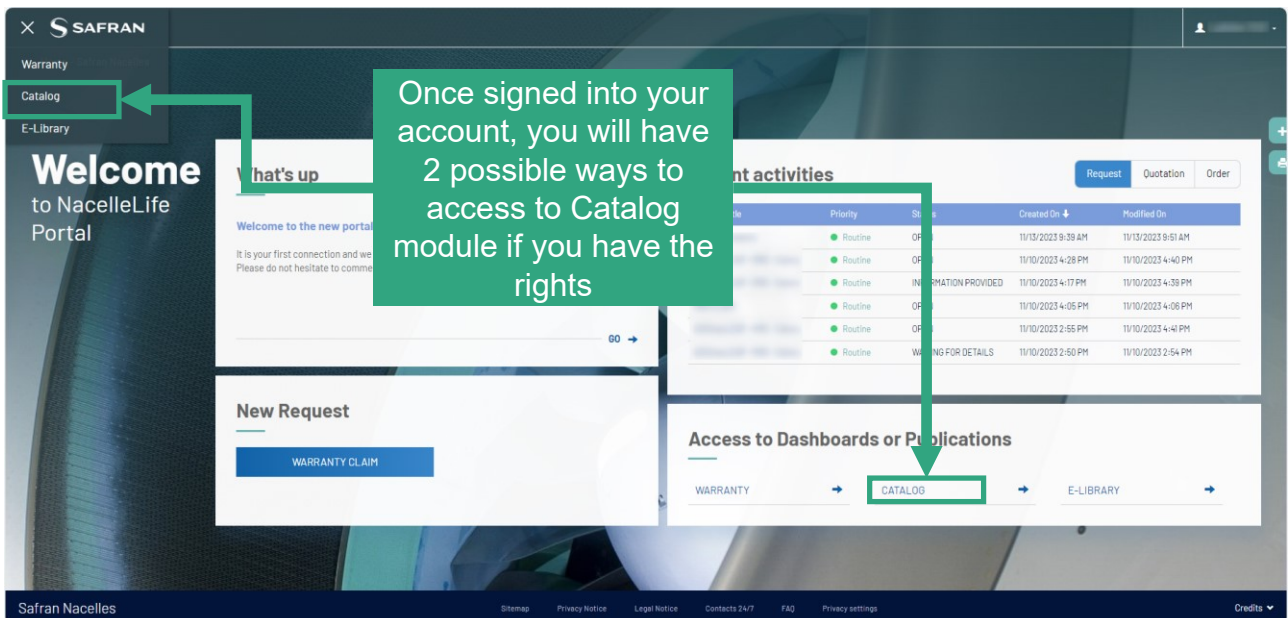 SAFRAN
Warranty
Catalog
E-Library
Welcome
to NacelleLife
Portal
Once signed into your
account, you will have
2 possible ways to
access to Catalog
module if you have the
rights
What's up
Welcome to the new portal
It is your first connection and we
Please do not hesitate to comme
GO
New Request
WARRANTY CLAIM
nt activities
Request Quotation Order
Priority Created On Modified On
Routine 11/13/2023 9:39 AM 11/13/2023 9:51 AM
Routine 11/10/2023 4:28 PM 11/10/2023 4:40 PM
Routine PROVIDED 11/10/2023 4:17 PM 11/10/2023 4:39 PM
Routine 11/10/2023 4:05 PM 11/10/2023 4:06 PM
Routine 11/10/2023 2:55 PM 11/10/2023 4:41 PM
Routine FOR DETAILS 11/10/2023 2:50 PM 11/10/2023 2:54 PM
Access to Dashboards or Publications
WARRANTY CATALOG E-LIBRARY
Safran Nacelles Sitemap Privacy Notice Legal Notice Contacts 24/7 FAQ Privacy settings Credits